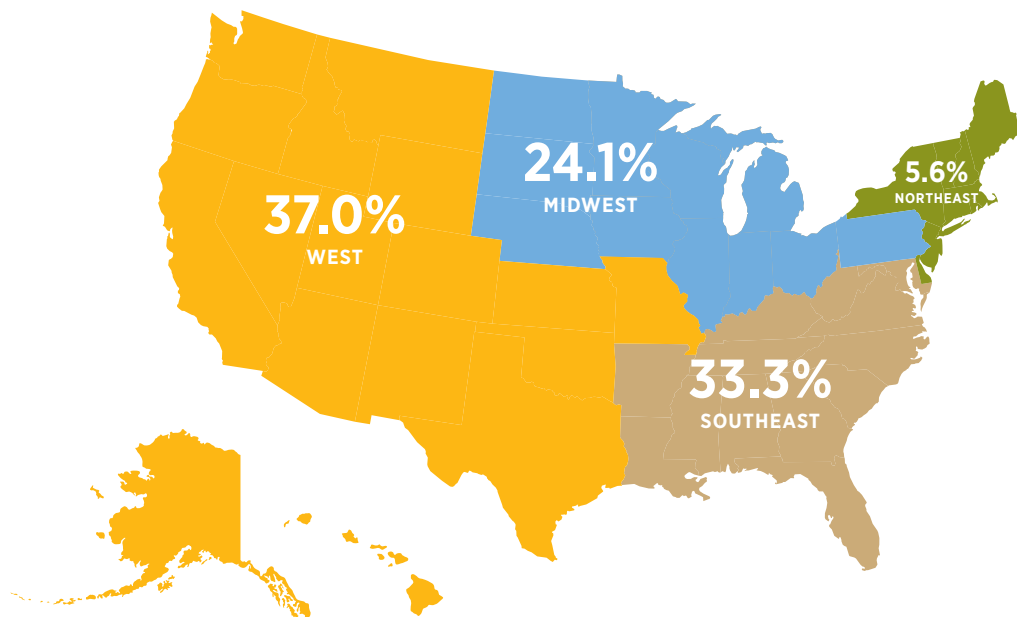 37.0%
WEST
24.1%
MIDWEST
5.6%
NORTHEAST
33.3%
SOUTHEAST